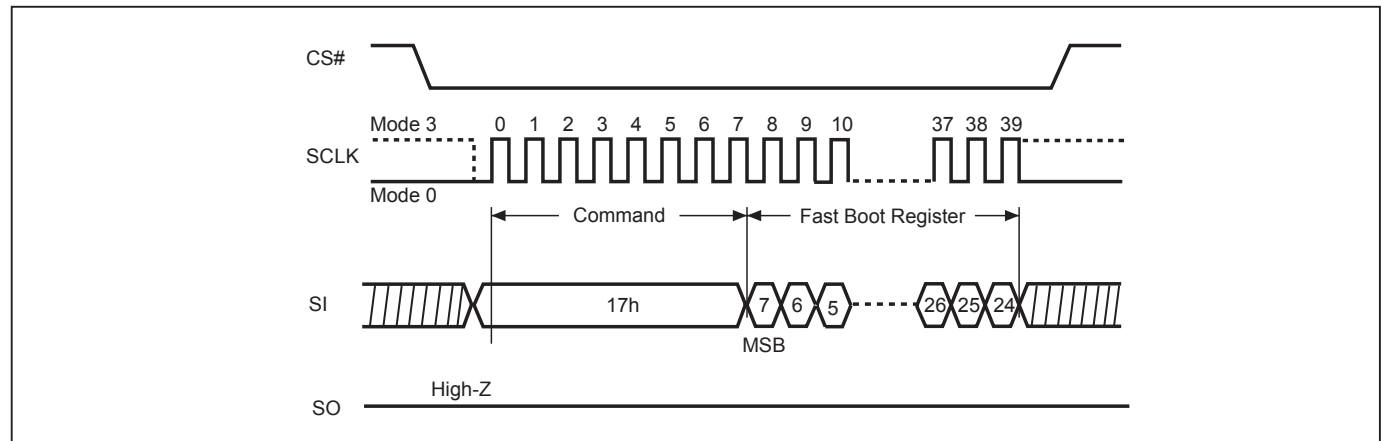 CS#
Mode 3
0 1 2 3 4 5 6 7 8 9 10 37 38 39
SCLK
Mode 0
Command Fast Boot Register
SI 17h 7 6 5 26 25 24
MSB
High-Z
SO